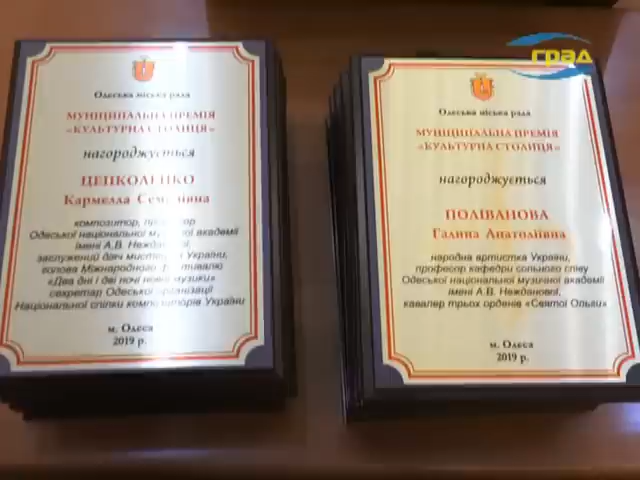 град
Одеська міська рада
МУНІЦИПАЛЬНА ПРЕМІЯ
«КУЛЬТУРНА СТОЛИЦЯ»
нагороджується
ЦЕПКОЛЕНКО
Кармелла Семенівна
композитор, професор
Одеської національної музичної академії
імені А.В. Нежданової,
заслужений діяч мистецтв України,
голова Міжнародного фестивалю
«Два дні і дві ночі нової музики»
секретар Одеської організації
Національної спілки композиторів України
м. Одеса
2019 р.
Одеська міська рада
МУНІЦИПАЛЬНА ПРЕМІЯ
«КУЛЬТУРНА СТОЛИЦЯ»
нагороджується
ПОЛІВАНОВА
Галина Анатоліївна
народна артистка України,
професор кафедри сольного співу
Одеської національної музичної академії
імені А.В. Нежданової,
кавалер трьох орденів «Святої Ольги»
м. Одеса
2019 р.